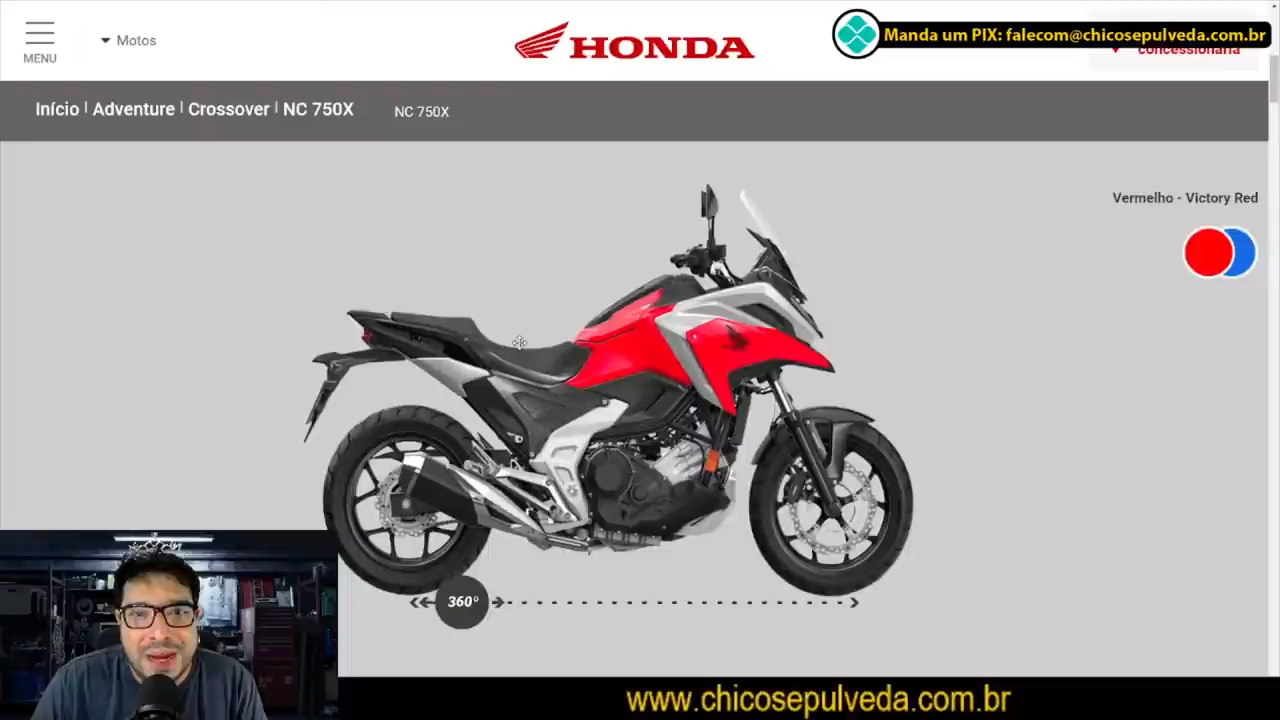 MENU
Motos
HONDA
Manda um PIX: falecom@chicosepulveda.com.br
concessionária
Início | Adventure | Crossover | NC 750X
NC 750X
Vermelho - Victory Red
360°
www.chicosepulveda.com.br